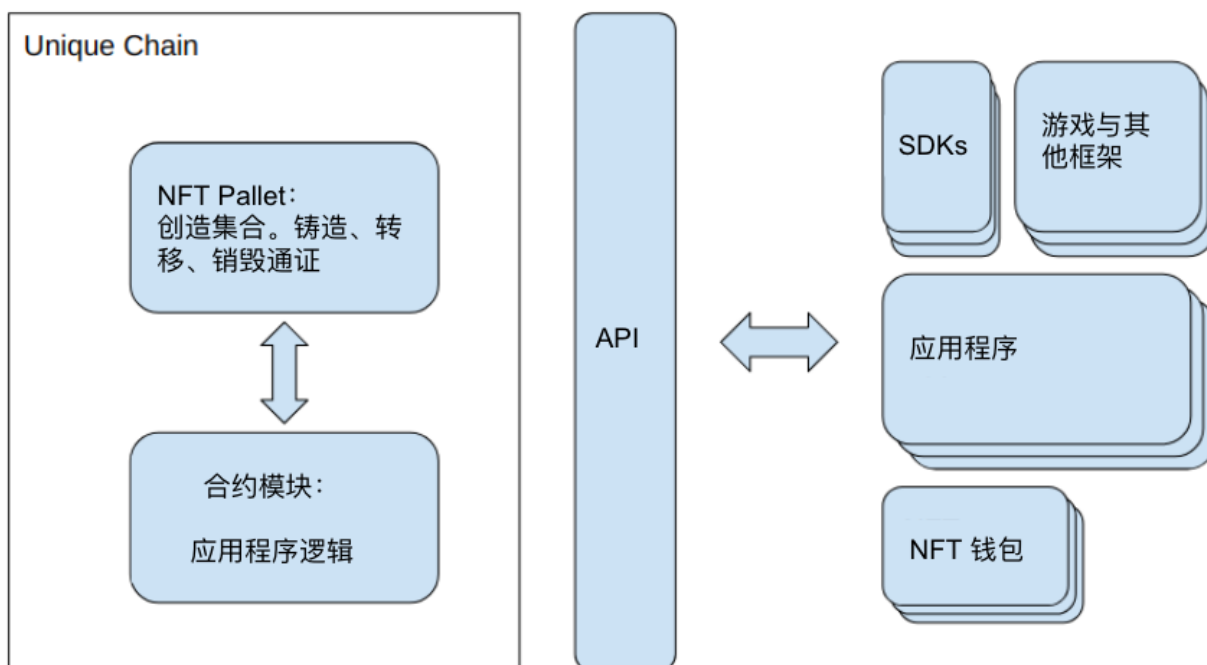 Unique Chain
NFT Pallet：
创造集合。铸造、转
移、销毁通证
合约模块：
应用程序逻辑
API
SDKs
游戏与其
他框架
应用程序
NFT 钱包